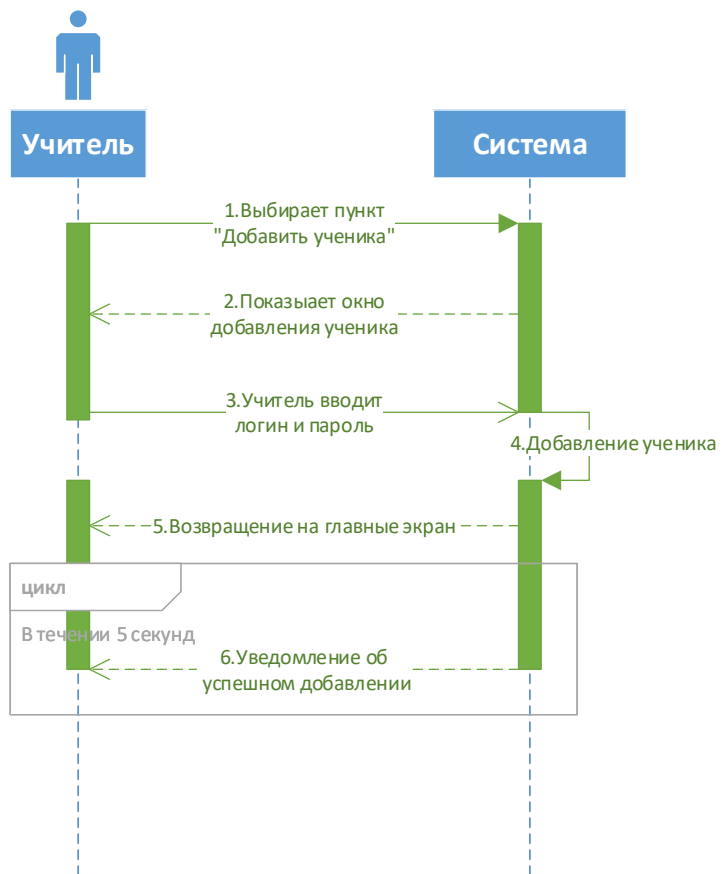 Учитель
Система
1.Выбирает пункт
"Добавить ученика"
2.Показыает окно
добавления ученика
3.Учитель вводит
логин и пароль
4.Добавление ученика
5.Возвращение на главные экран
цикл
В течении 5 секунд
6.Уведомление об
успешном добавлении